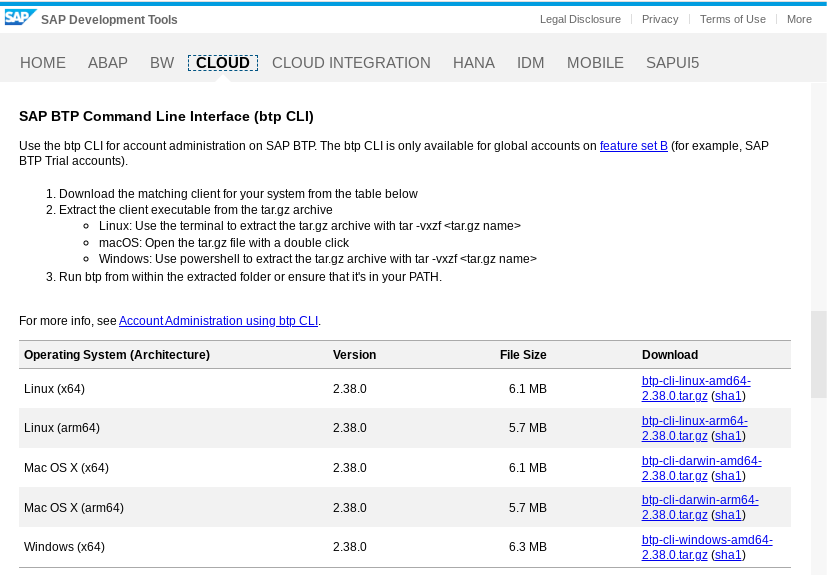 SAP SAP Development Tools
Legal Disclosure Privacy Terms of Use More
HOME ABAP BW CLOUD CLOUD INTEGRATION HANA IDM MOBILE SAPUI5
SAP BTP Command Line Interface (btp CLI)
Use the btp CLI for account administration on SAP BTP. The btp CLI is only available for global accounts on feature set B (for example, SAP
BTP Trial accounts).
1. Download the matching client for your system from the table below
2. Extract the client executable from the tar.gz archive
Linux: Use the terminal to extract the tar.gz archive with tar -vxzf <tar.gz name>
macOS: Open the tar.gz file with a double click
Windows: Use powershell to extract the tar.gz archive with tar -vxzf <tar.gz name>
3. Run btp from within the extracted folder or ensure that it's in your PATH.
For more info, see Account Administration using btp CLI.
Operating System (Architecture) Version File Size Download
Linux (x64) 2.38.0 6.1 MB btp-cli-linux-amd64-
2.38.0.tar.gz (sha1)
Linux (arm64) 2.38.0 5.7 MB btp-cli-linux-arm64-
2.38.0.tar.gz (sha1)
Mac OS X (x64) 2.38.0 6.1 MB btp-cli-darwin-amd64-
2.38.0.tar.gz (sha1)
Mac OS X (arm64) 2.38.0 5.7 MB btp-cli-darwin-arm64-
2.38.0.tar.gz (sha1)
Windows (x64) 2.38.0 6.3 MB btp-cli-windows-amd64-
2.38.0.tar.gz (sha1)